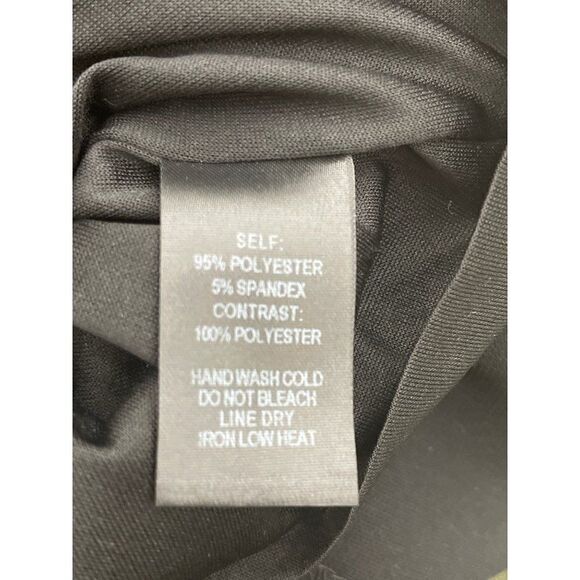 SELF:
95% POLYESTER
5% SPANDEX
CONTRAST:
100% POLYESTER
HAND WASH COLD
DO NOT BLEACH
LINE DRY
IRON LOW HEAT